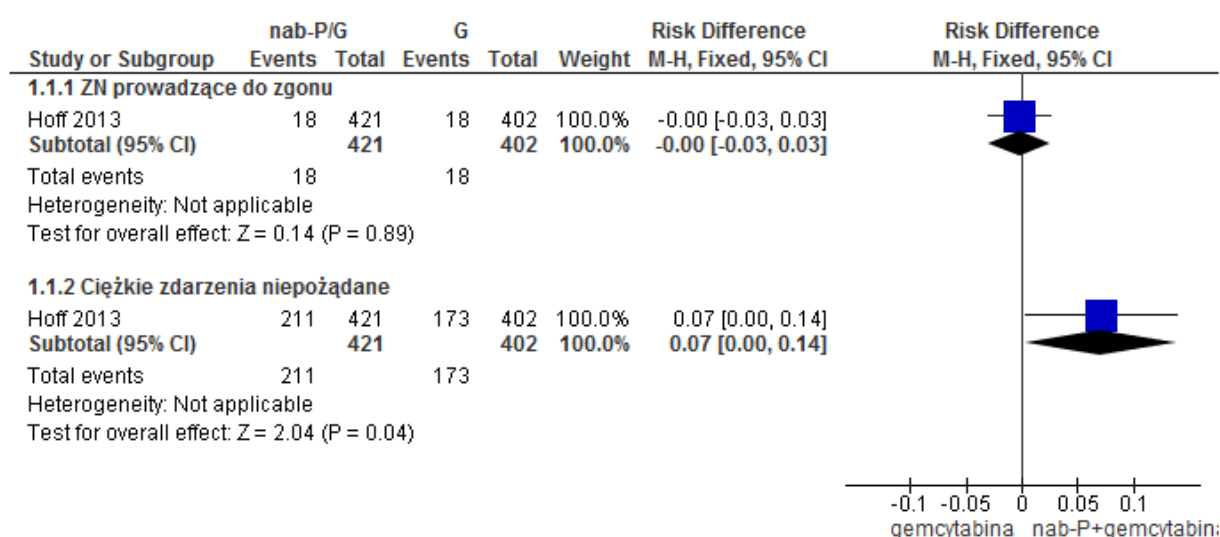 nab-P/G G Risk Difference Risk Difference
Study or Subgroup Events Total Events Total Weight M-H, Fixed, 95% CI M-H, Fixed, 95% CI
1.1.1 ZN prowadzące do zgonu
Hoff 2013 18 421 18 402 100.0% -0.00 [-0.03, 0.03]
Subtotal (95% CI) 421 402 100.0% -0.00 [-0.03, 0.03]
Total events 18 18
Heterogeneity: Not applicable
Test for overall effect: Z = 0.14 (P = 0.89)
1.1.2 Ciężkie zdarzenia niepożądane
Hoff 2013 211 421 173 402 100.0% 0.07 [0.00, 0.14]
Subtotal (95% CI) 421 402 100.0% 0.07 [0.00, 0.14]
Total events 211 173
Heterogeneity: Not applicable
Test for overall effect: Z = 2.04 (P = 0.04)
-0.1 -0.05 0 0.05 0.1
gemcytabina nab-P+gemcytabina